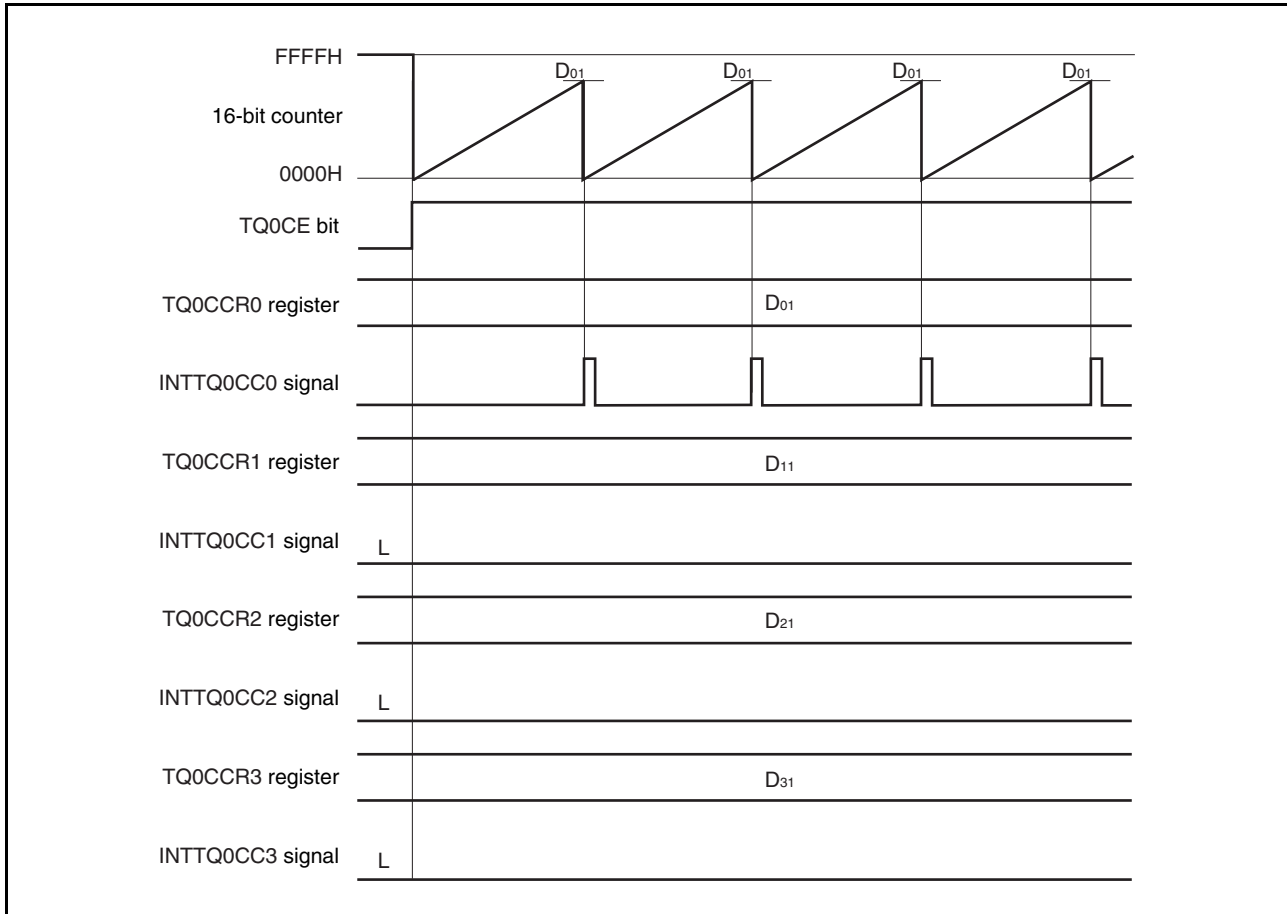 FFFFH
D01 D01 D01 D01
16-bit counter
0000H
TQ0CE bit
TQ0CCR0 register D01
INTTQ0CC0 signal
TQ0CCR1 register D11
INTTQ0CC1 signal L
TQ0CCR2 register D21
INTTQ0CC2 signal L
TQ0CCR3 register D31
INTTQ0CC3 signal L